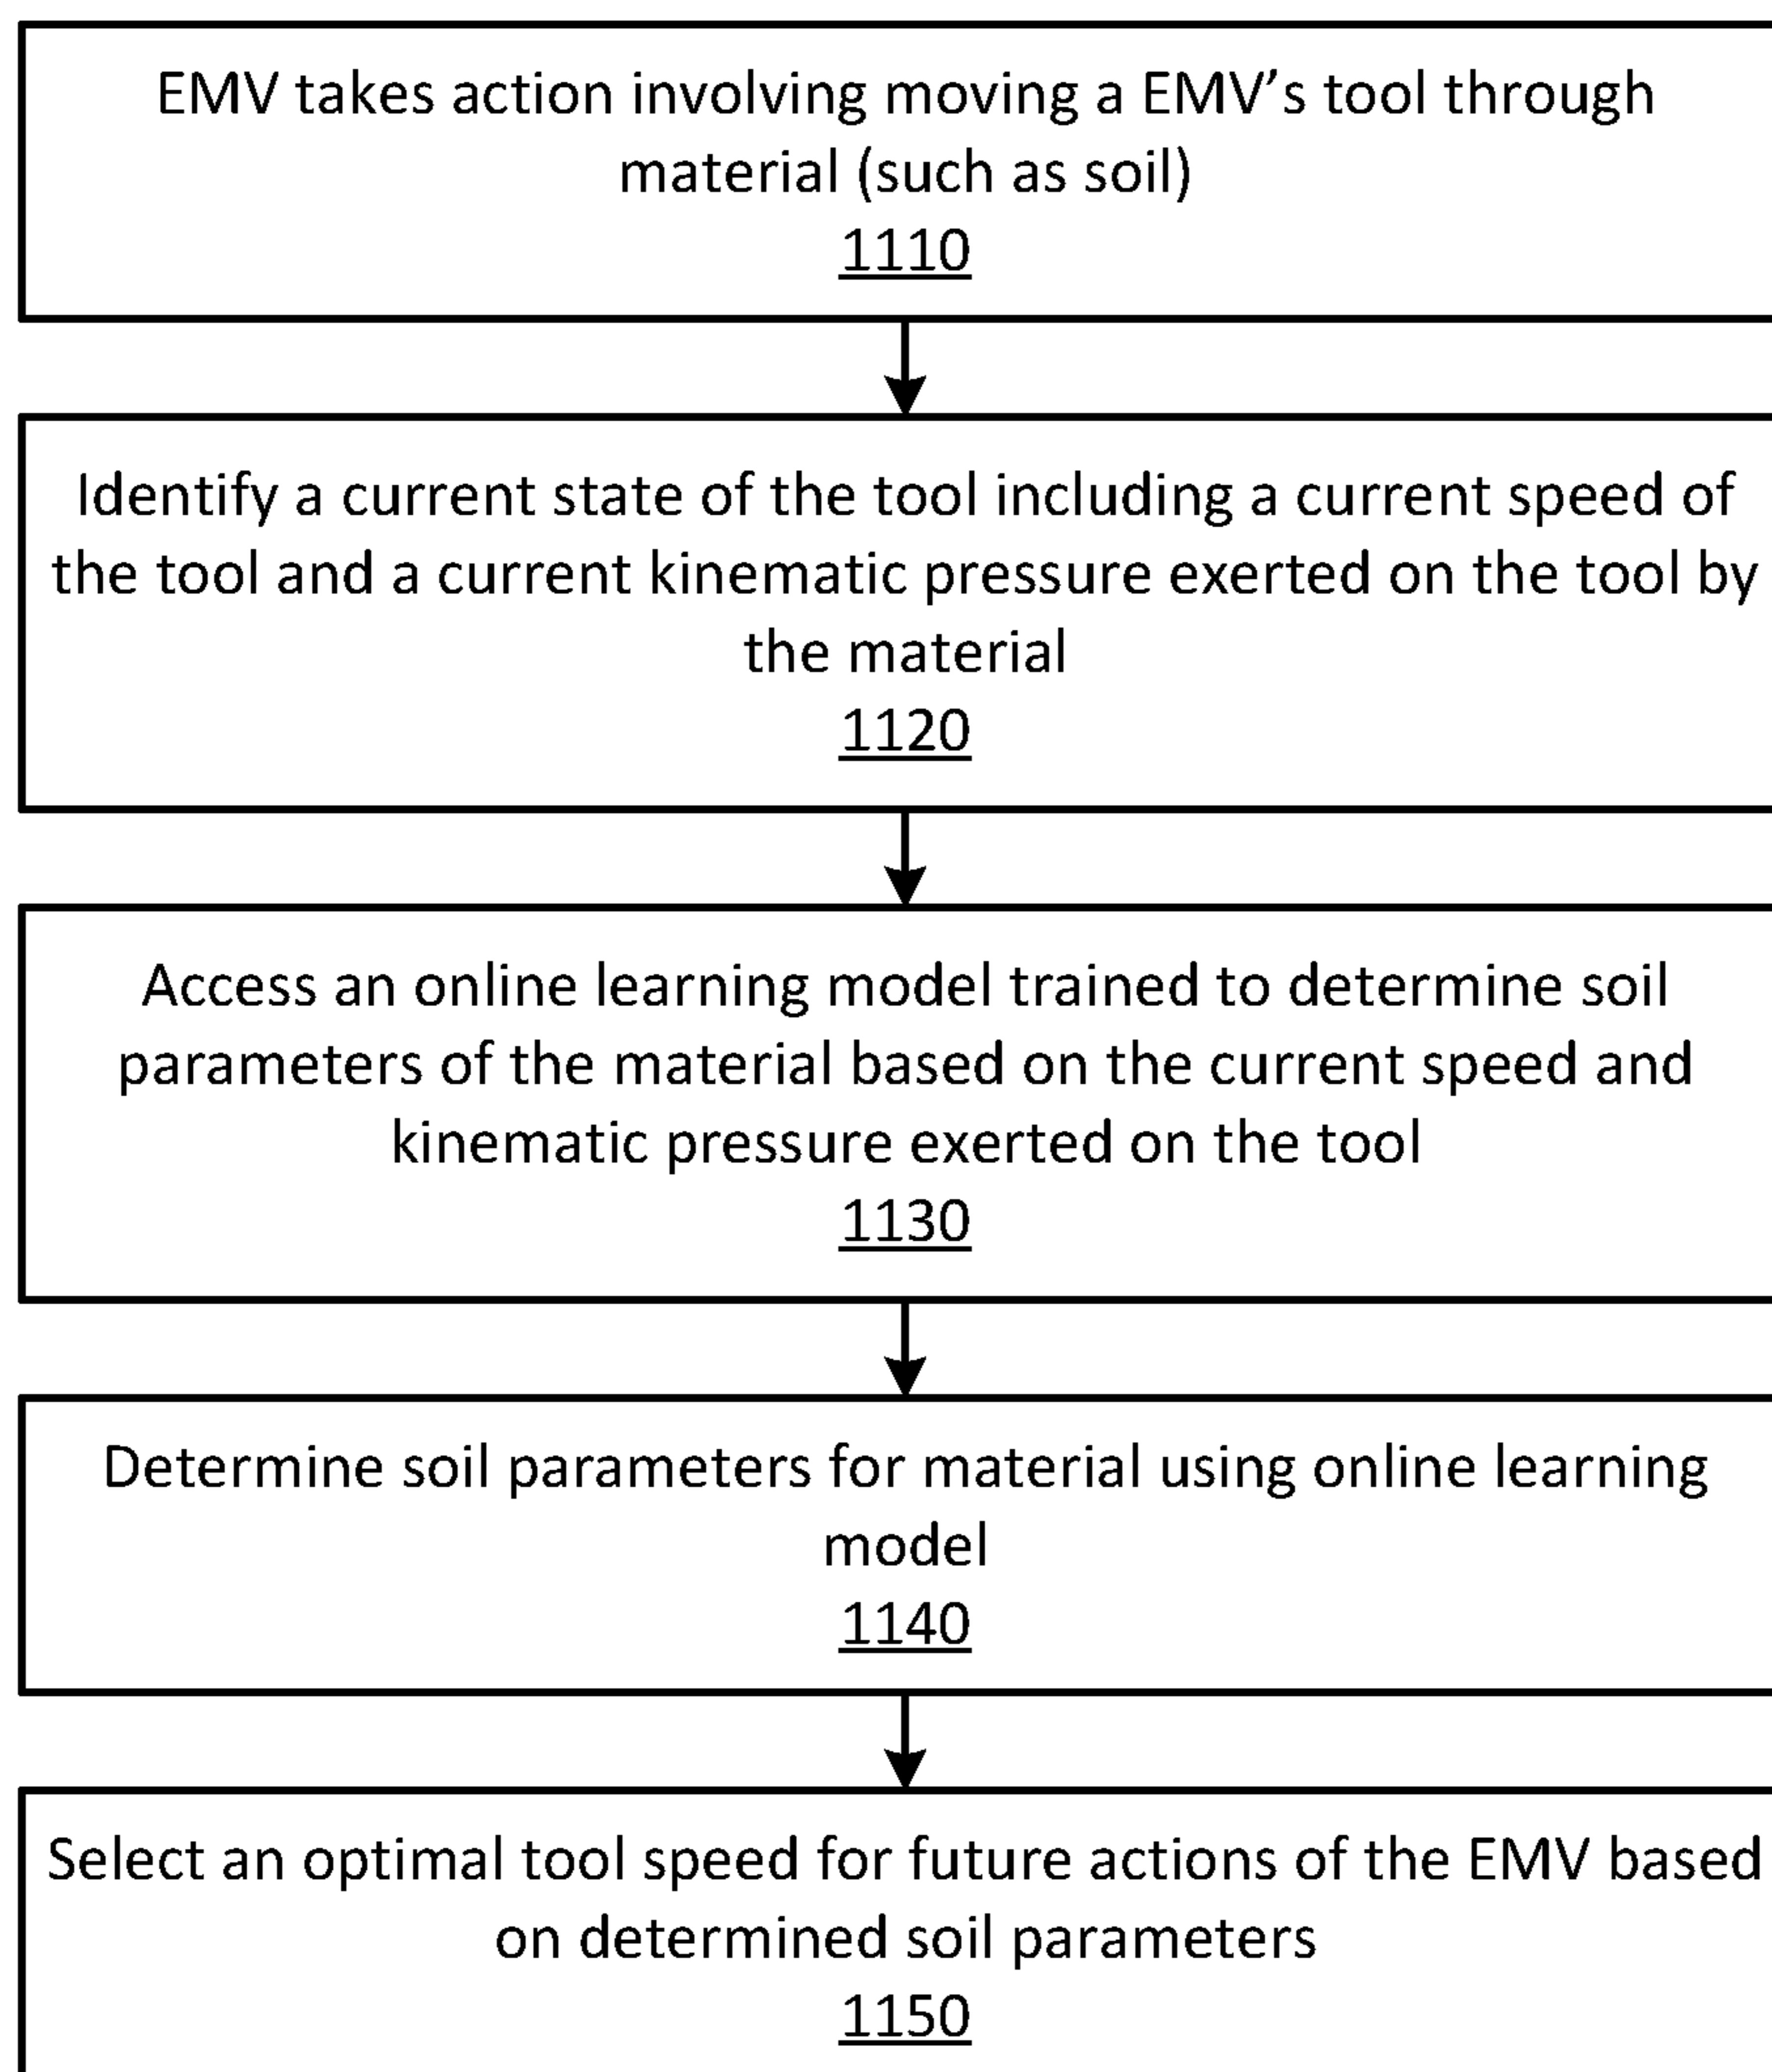 EMV takes action involving moving a EMV's tool through
material (such as soil)
1110
Identify a current state of the tool including a current speed of
the tool and a current kinematic pressure exerted on the tool by
the material
1120
Access an online learning model trained to determine soil
parameters of the material based on the current speed and
kinematic pressure exerted on the tool
1130
Determine soil parameters for material using online learning
model
1140
Select an optimal tool speed for future actions of the EMV based
on determined soil parameters
1150